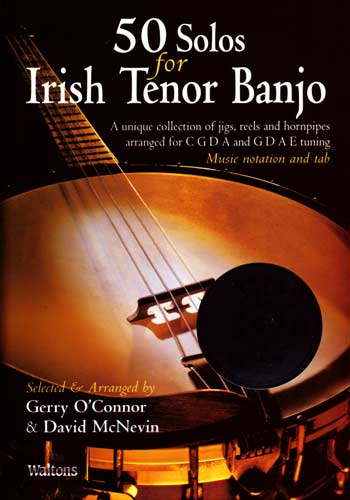 50 Solos
for
Irish Tenor Banjo
A unique collection of jigs, reels and hornpipes
arranged for C G D A and G D A E tuning
Music notation and tab
Selected & Arranged by
Gerry O'Connor
& David McNevin
Waltons